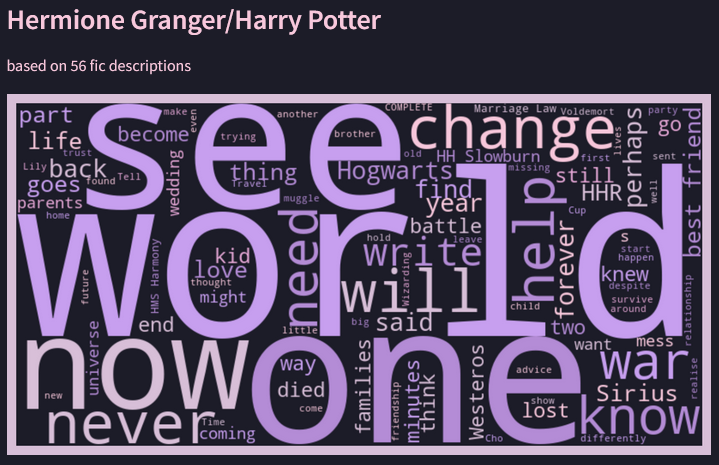 Hermione Granger/Harry Potter
based on 56 fic descriptions
part
see
make
even
another
COMPLETE
Marriage Law
Voldemort
party
life
become
trying
brother
change
lives
perhaps
go
trust
old
HH Slowburn
first
sent
Lily
back
wedding
thing
Hogwarts
missing
still
best friend
goes
found
Tell
Travel
find
HHR
well
parents
muggle
year
Cup
home
world
need
battle
help
forever
hold
leave
s
start
happen
kid
write
love
thought
knew
future
HMS Harmony
might
will
Wizarding
despite
survive
around
child
relationship
end
little
big
said
two
universe
now
one
want
mess
way
families
minutes
think
Westeros
advice
war
realise
new
died
friendship
Sirius
come
show
lost
know
never
Time
coming
Cho
differently